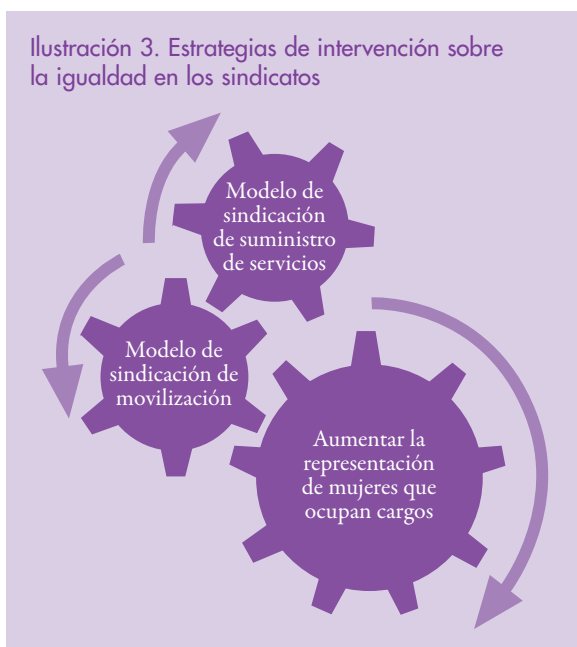 Ilustración 3. Estrategias de intervención sobre
la igualdad en los sindicatos
Modelo de
sindicación
de suministro
de servicios
Modelo de
sindicación de
movilización
Aumentar la
representación
de mujeres que
ocupan cargos